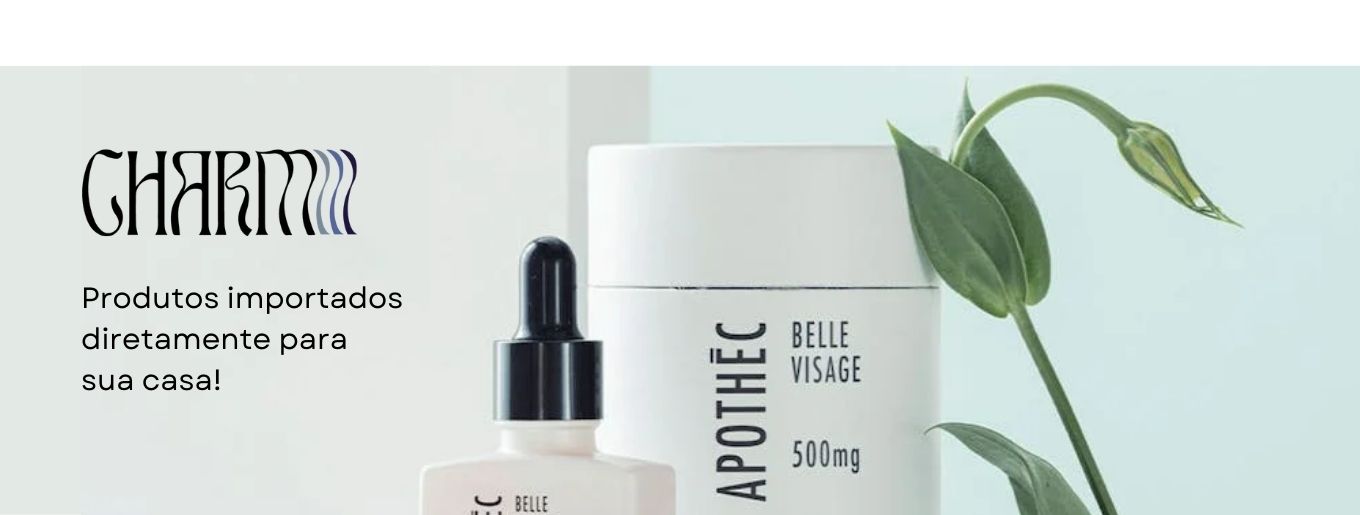 CHARM
Produtos importados
diretamente para
sua casa!
APOTHĒC
BELLE
VISAGE
500mg
BELLE